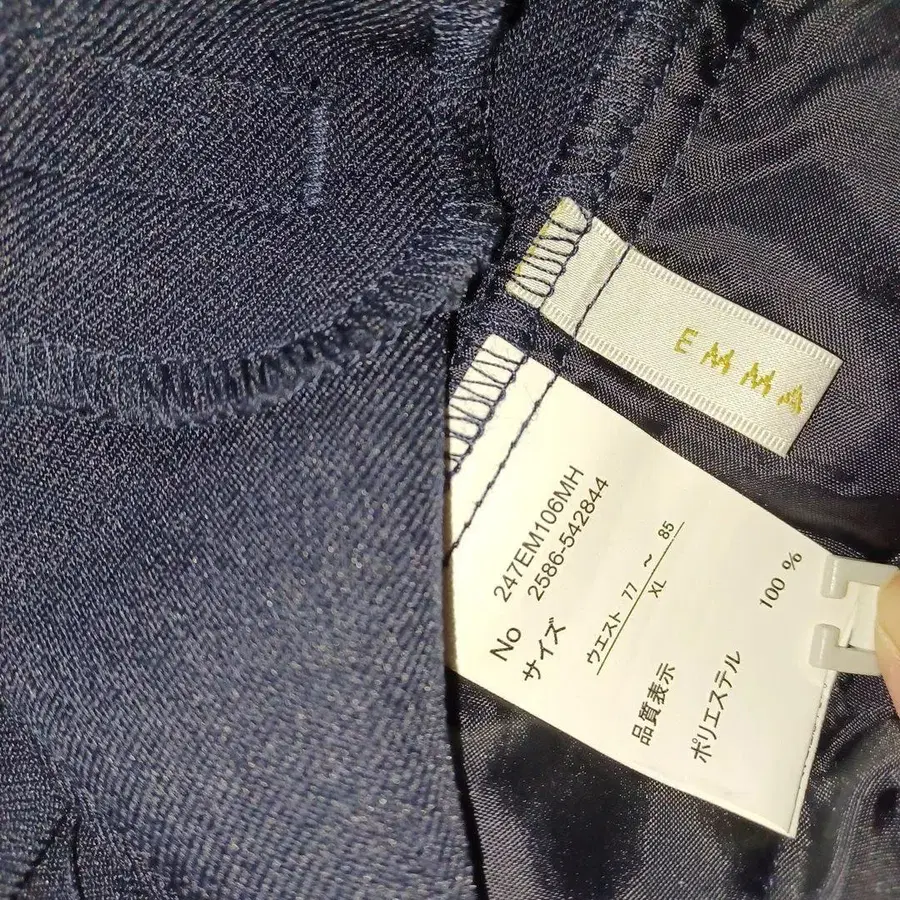 EMMA
No 247EM106MH
2586-542844
サイズ
ウエスト 77 ~ 85
XL
品質表示
ポリエステル 100 %